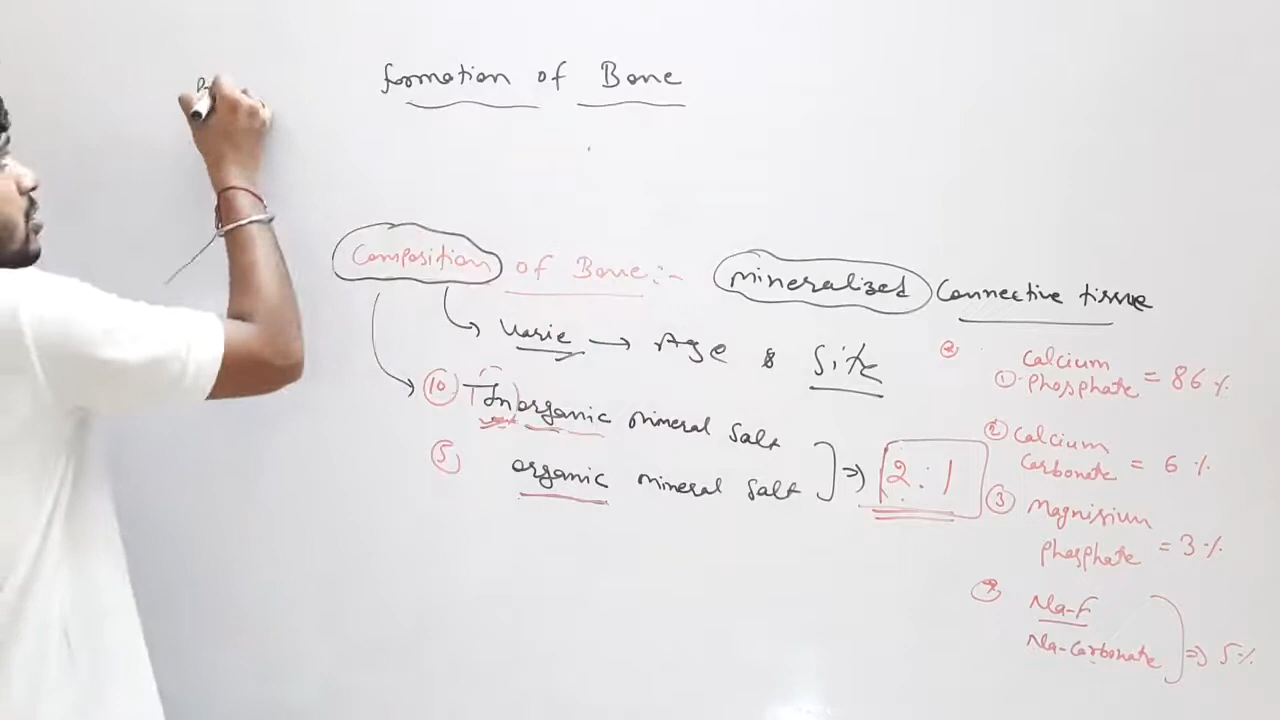 formation of Bone
Composition of Bone:- mineralized Connective tissue
Varie → Age & Site
10 Inorganic mineral Salt
5 organic mineral Salt ⇒ 2:1
① Calcium
Phosphate = 86 %
② Calcium
Carbonate = 6 %
③ Magnisium
phosphate = 3 %
Na-F
Na-Carbonate ⇒ 5 %